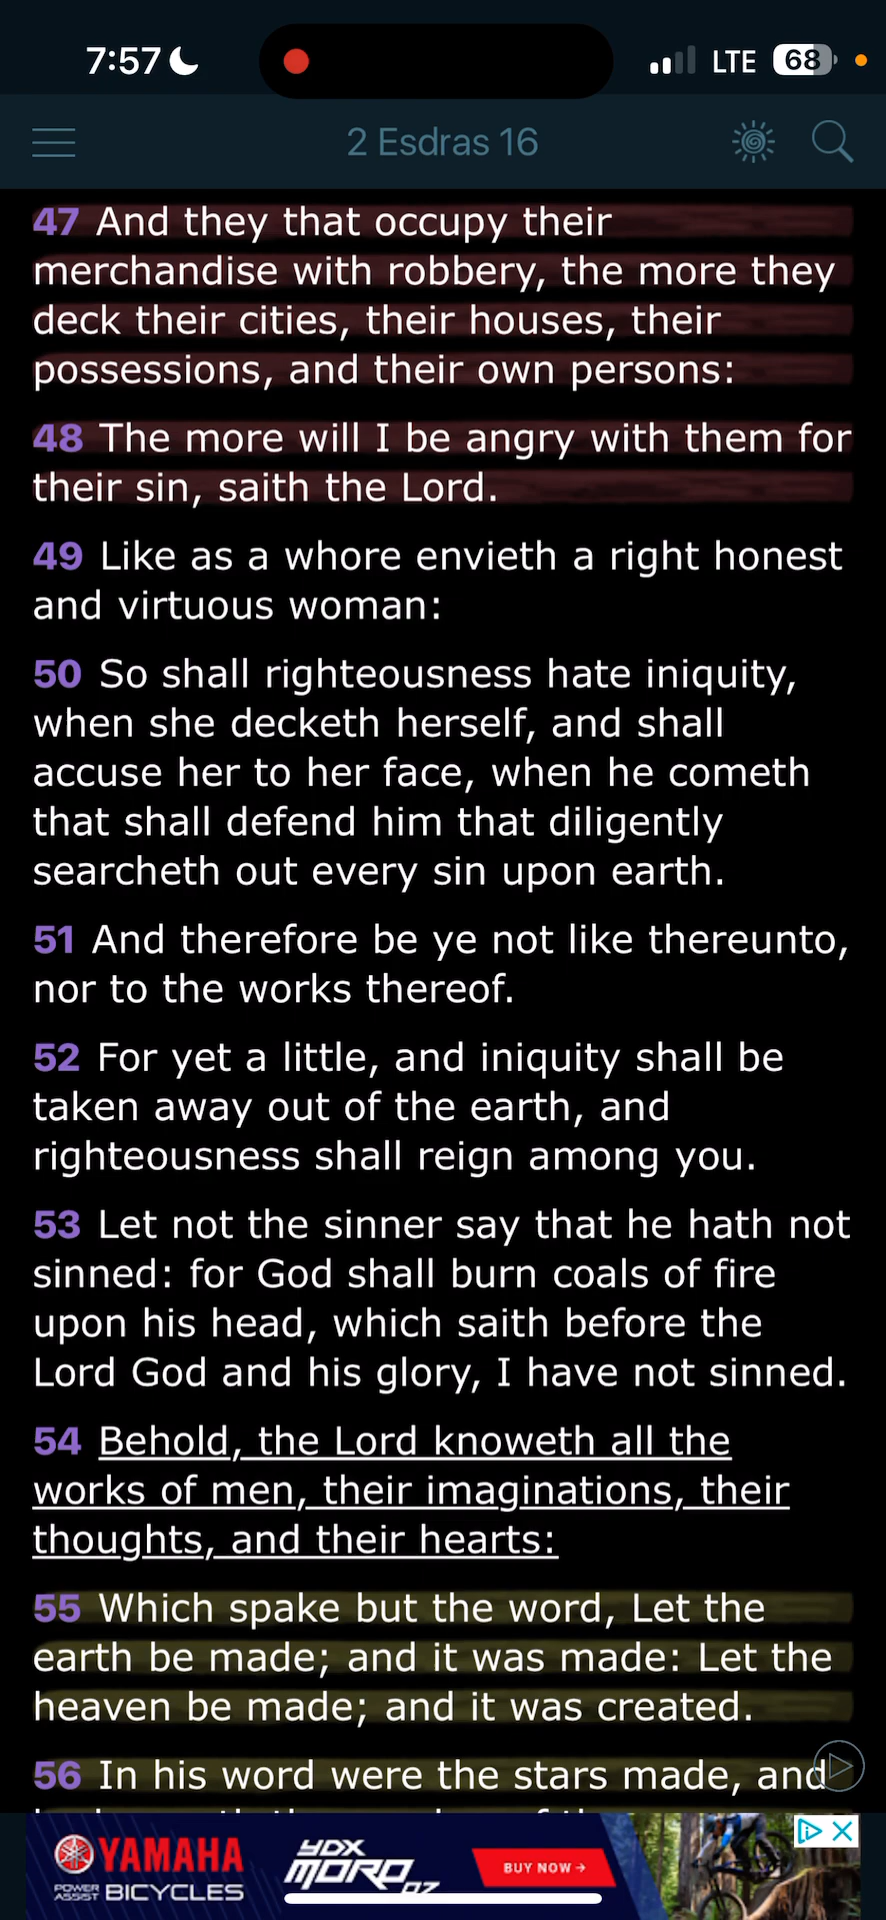 7:57
LTE 68
2 Esdras 16
47 And they that occupy their
merchandise with robbery, the more they
deck their cities, their houses, their
possessions, and their own persons:
48 The more will I be angry with them for
their sin, saith the Lord.
49 Like as a whore envieth a right honest
and virtuous woman:
50 So shall righteousness hate iniquity,
when she decketh herself, and shall
accuse her to her face, when he cometh
that shall defend him that diligently
searcheth out every sin upon earth.
51 And therefore be ye not like thereunto,
nor to the works thereof.
52 For yet a little, and iniquity shall be
taken away out of the earth, and
righteousness shall reign among you.
53 Let not the sinner say that he hath not
sinned: for God shall burn coals of fire
upon his head, which saith before the
Lord God and his glory, I have not sinned.
54 Behold, the Lord knoweth all the
works of men, their imaginations, their
thoughts, and their hearts:
55 Which spake but the word, Let the
earth be made; and it was made: Let the
heaven be made; and it was created.
56 In his word were the stars made, and
YAMAHA
POWER ASSIST BICYCLES
YDX
MORO 07
BUY NOW →